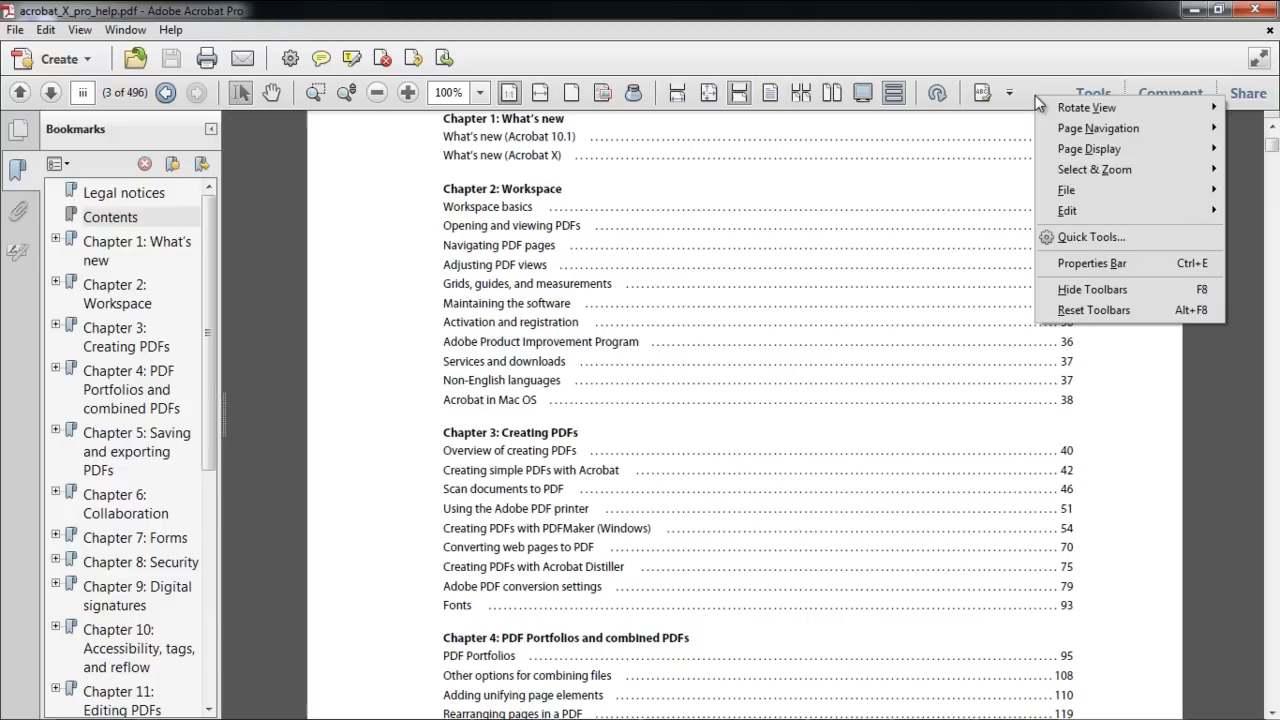 acrobat_X_pro_help.pdf - Adobe Acrobat Pro
File Edit View Window Help
Create
iii (3 of 496) 100% Tools Comment Share
Bookmarks
Legal notices
Contents
Chapter 1: What's
new
Chapter 2:
Workspace
Chapter 3:
Creating PDFs
Chapter 4: PDF
Portfolios and
combined PDFs
Chapter 5: Saving
and exporting
PDFs
Chapter 6:
Collaboration
Chapter 7: Forms
Chapter 8: Security
Chapter 9: Digital
signatures
Chapter 10:
Accessibility, tags,
and reflow
Chapter 11:
Editing PDFs
Chapter 1: What's new
What's new (Acrobat 10.1)
What's new (Acrobat X)
Chapter 2: Workspace
Workspace basics
Opening and viewing PDFs
Navigating PDF pages
Adjusting PDF views
Grids, guides, and measurements
Maintaining the software
Activation and registration
Adobe Product Improvement Program 36
Services and downloads 37
Non-English languages 37
Acrobat in Mac OS 38
Chapter 3: Creating PDFs
Overview of creating PDFs 40
Creating simple PDFs with Acrobat 42
Scan documents to PDF 46
Using the Adobe PDF printer 51
Creating PDFs with PDFMaker (Windows) 54
Converting web pages to PDF 70
Creating PDFs with Acrobat Distiller 75
Adobe PDF conversion settings 79
Fonts 93
Chapter 4: PDF Portfolios and combined PDFs
PDF Portfolios 95
Other options for combining files 108
Adding unifying page elements 110
Rearranging pages in a PDF 119
Rotate View
Page Navigation
Page Display
Select & Zoom
File
Edit
Quick Tools...
Properties Bar Ctrl+E
Hide Toolbars F8
Reset Toolbars Alt+F8